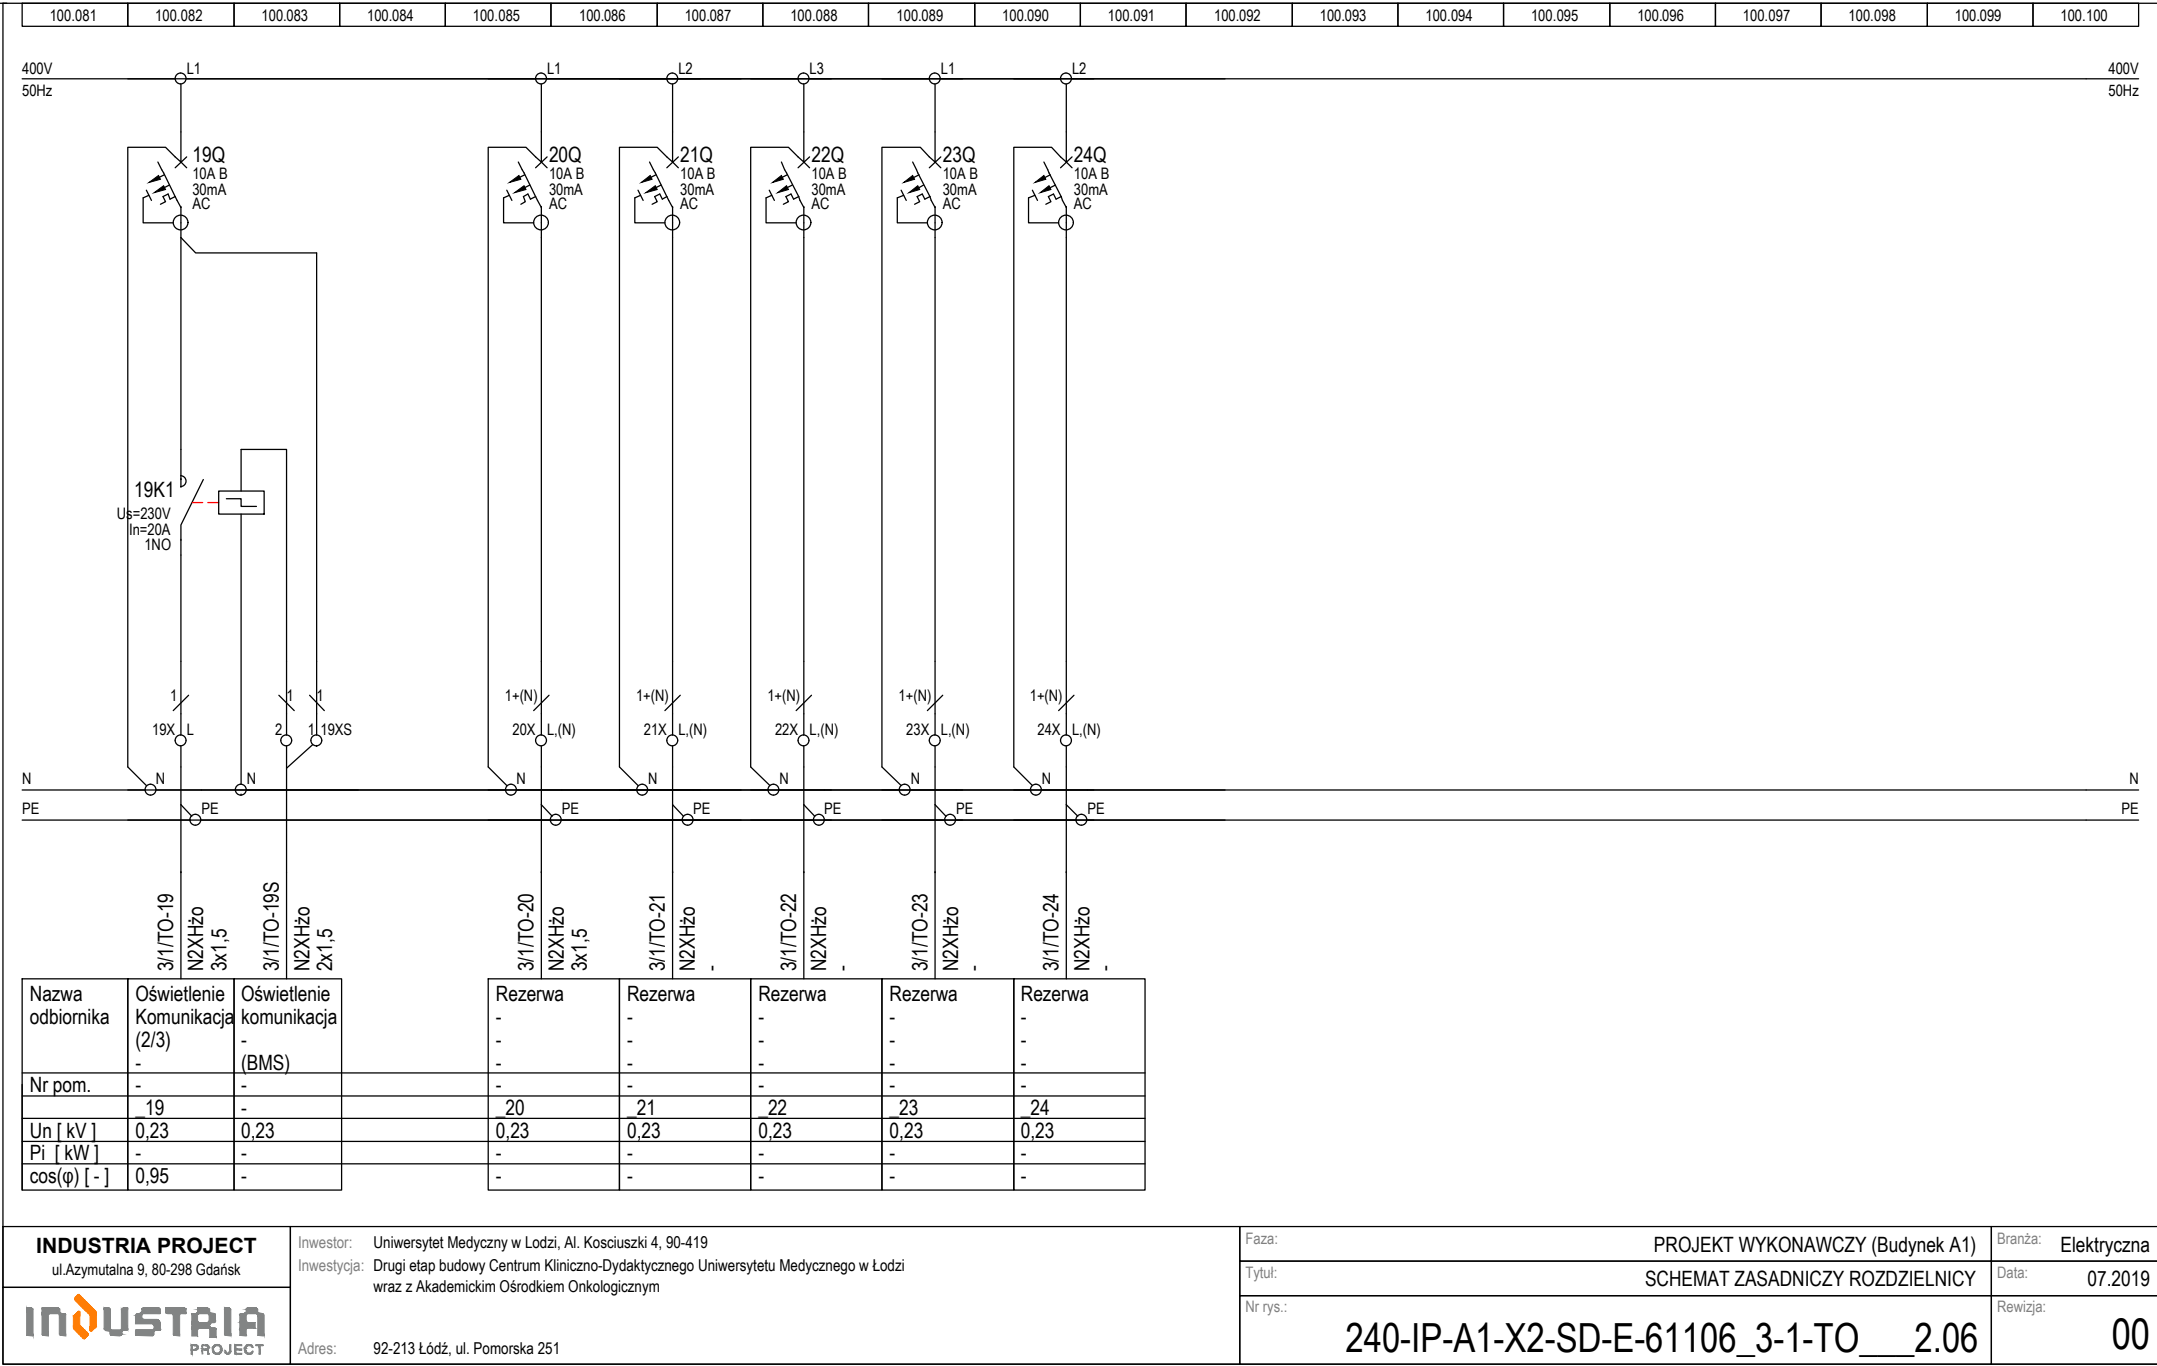 100.081 100.082 100.083 100.084 100.085 100.086 100.087 100.088 100.089 100.090 100.091 100.092 100.093 100.094 100.095 100.096 100.097 100.098 100.099 100.100
400V L1 L1 L2 L3 L1 L2 400V
50Hz 50Hz
19Q 20Q 21Q 22Q 23Q 24Q
10A B 10A B 10A B 10A B 10A B 10A B
30mA 30mA 30mA 30mA 30mA 30mA
AC AC AC AC AC AC
19K1
Us=230V
In=20A
1NO
1 1 1 1+(N) 1+(N) 1+(N) 1+(N) 1+(N)
19X L 2 1 19XS 20X L,(N) 21X L,(N) 22X L,(N) 23X L,(N) 24X L,(N)
N N N N N N N N N
PE PE PE PE PE PE PE PE
3/1/TO-19
N2XHżo
3x1,5
3/1/TO-19S
N2XHżo
2x1,5
3/1/TO-20
N2XHżo
3x1,5
3/1/TO-21
N2XHżo
-
3/1/TO-22
N2XHżo
-
3/1/TO-23
N2XHżo
-
3/1/TO-24
N2XHżo
-
Nazwa Oświetlenie Oświetlenie Rezerwa Rezerwa Rezerwa Rezerwa Rezerwa
odbiornika Komunikacja komunikacja - - - - -
(2/3) - - - - - -
- (BMS) - - - - -
Nr pom. - - - - - - -
_19 - _20 _21 _22 _23 _24
Un [ kV ] 0,23 0,23 0,23 0,23 0,23 0,23 0,23
Pi [ kW ] - - - - - - -
cos(φ) [ - ] 0,95 - - - - - -
INDUSTRIA PROJECT
ul.Azymutalna 9, 80-298 Gdańsk
INDUSTRIA
PROJECT
Inwestor: Uniwersytet Medyczny w Lodzi, Al. Kosciuszki 4, 90-419
Inwestycja: Drugi etap budowy Centrum Kliniczno-Dydaktycznego Uniwersytetu Medycznego w Łodzi
wraz z Akademickim Ośrodkiem Onkologicznym
Adres: 92-213 Łódź, ul. Pomorska 251
Faza: PROJEKT WYKONAWCZY (Budynek A1)
Branża: Elektryczna
Tytuł: SCHEMAT ZASADNICZY ROZDZIELNICY
Data: 07.2019
Nr rys.: 240-IP-A1-X2-SD-E-61106_3-1-TO___2.06
Rewizja: 00